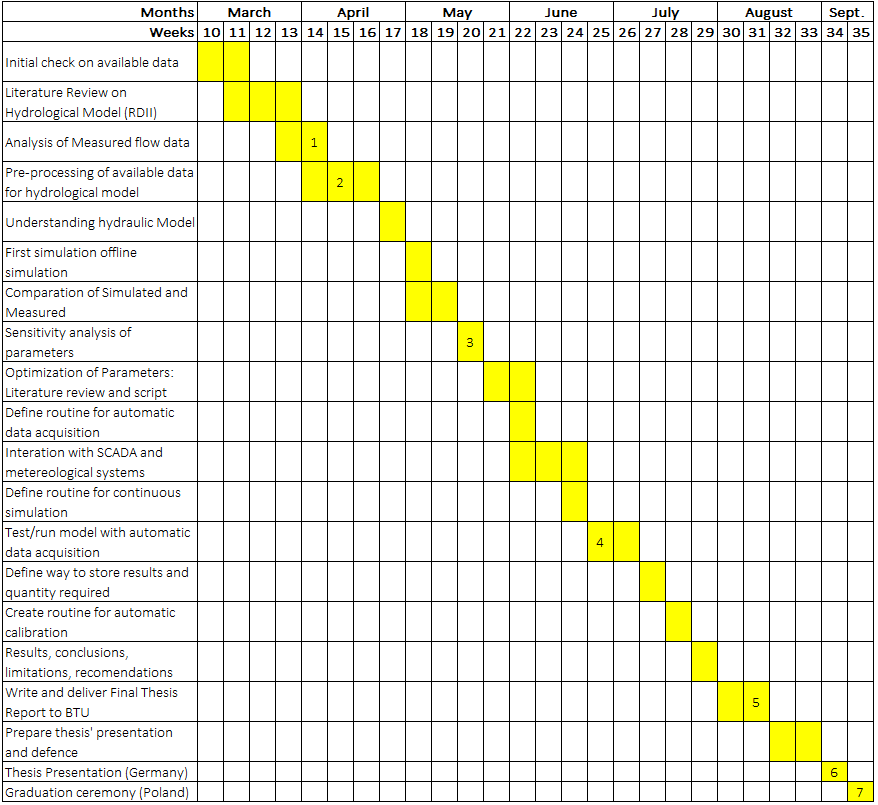 Months March April May June July August Sept.
Weeks 10 11 12 13 14 15 16 17 18 19 20 21 22 23 24 25 26 27 28 29 30 31 32 33 34 35
Initial check on available data
Literature Review on
Hydrological Model (RDII)
Analysis of Measured flow data 1
Pre-processing of available data
for hydrological model
2
Understanding hydraulic Model
First simulation offline
simulation
Comparation of Simulated and
Measured
Sensitivity analysis of
parameters
3
Optimization of Parameters:
Literature review and script
Define routine for automatic
data acquisition
Interation with SCADA and
metereological systems
Define routine for continuous
simulation
Test/run model with automatic
data acquisition
4
Define way to store results and
quantity required
Create routine for automatic
calibration
Results, conclusions,
limitations, recomendations
Write and deliver Final Thesis
Report to BTU
5
Prepare thesis' presentation
and defence
Thesis Presentation (Germany) 6
Graduation ceremony (Poland) 7